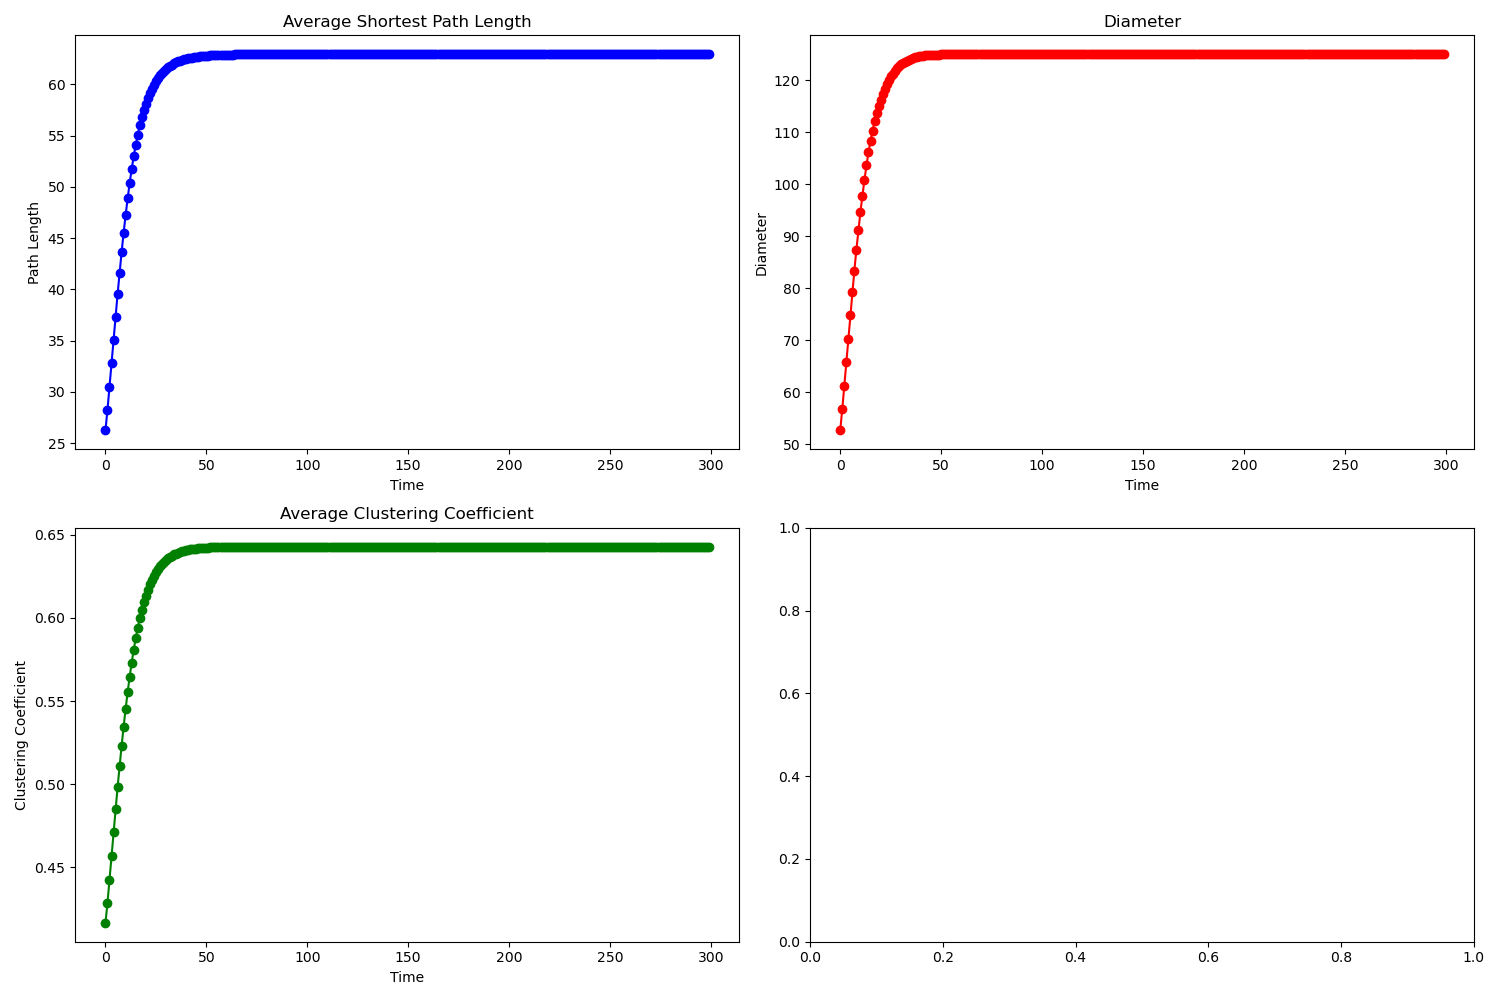 Average Shortest Path Length
60
55
50
45
40
35
30
25
Path Length
0 50 100 150 200 250 300
Time
Diameter
120
110
100
90
80
70
60
50
Diameter
0 50 100 150 200 250 300
Time
Average Clustering Coefficient
0.65
0.60
0.55
0.50
0.45
Clustering Coefficient
0 50 100 150 200 250 300
Time
1.0
0.8
0.6
0.4
0.2
0.0
0.0 0.2 0.4 0.6 0.8 1.0